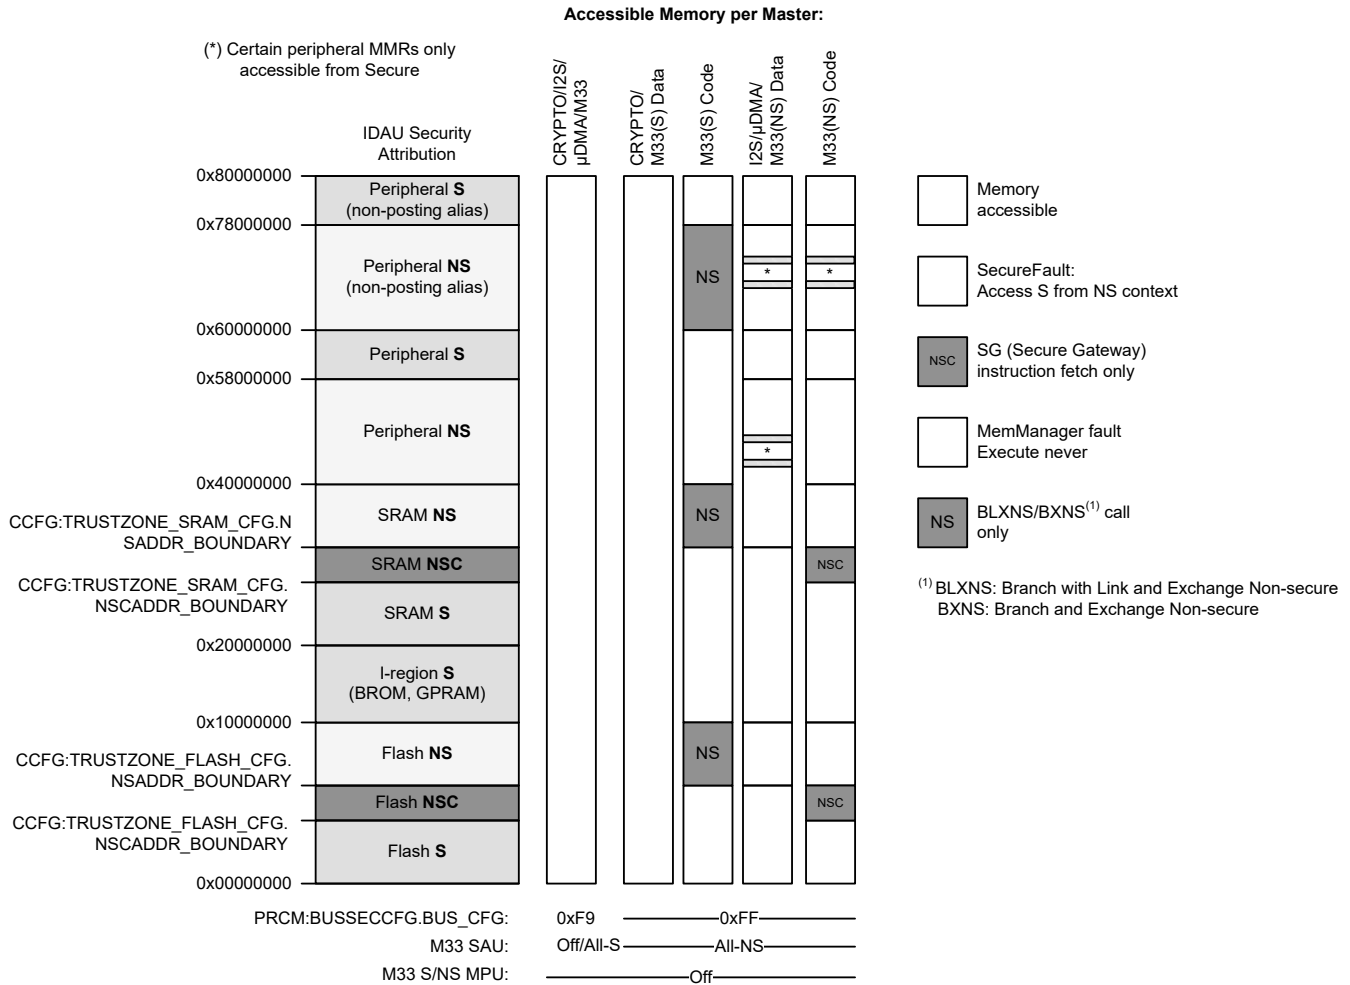 Accessible Memory per Master:
(*) Certain peripheral MMRs only
accessible from Secure
IDAU Security
Attribution
CRYPTO/I2S/
µDMA/M33
CRYPTO/
M33(S) Data
M33(S) Code
I2S/µDMA/
M33(NS) Data
M33(NS) Code
0x80000000
Peripheral S
(non-posting alias)
0x78000000
Peripheral NS
(non-posting alias)
NS
*
*
0x60000000
Peripheral S
0x58000000
Peripheral NS
*
0x40000000
SRAM NS
NS
CCFG:TRUSTZONE_SRAM_CFG.N
SADDR_BOUNDARY
SRAM NSC
NSC
CCFG:TRUSTZONE_SRAM_CFG.
NSCADDR_BOUNDARY
SRAM S
0x20000000
I-region S
(BROM, GPRAM)
0x10000000
Flash NS
NS
CCFG:TRUSTZONE_FLASH_CFG.
NSADDR_BOUNDARY
Flash NSC
NSC
CCFG:TRUSTZONE_FLASH_CFG.
NSCADDR_BOUNDARY
Flash S
0x00000000
Memory
accessible
SecureFault:
Access S from NS context
NSC
SG (Secure Gateway)
instruction fetch only
MemManager fault
Execute never
NS
BLXNS/BXNS(1) call
only
(1) BLXNS: Branch with Link and Exchange Non-secure
BXNS: Branch and Exchange Non-secure
PRCM:BUSSECCFG.BUS_CFG: 0xF9 0xFF
M33 SAU: Off/All-S All-NS
M33 S/NS MPU: Off